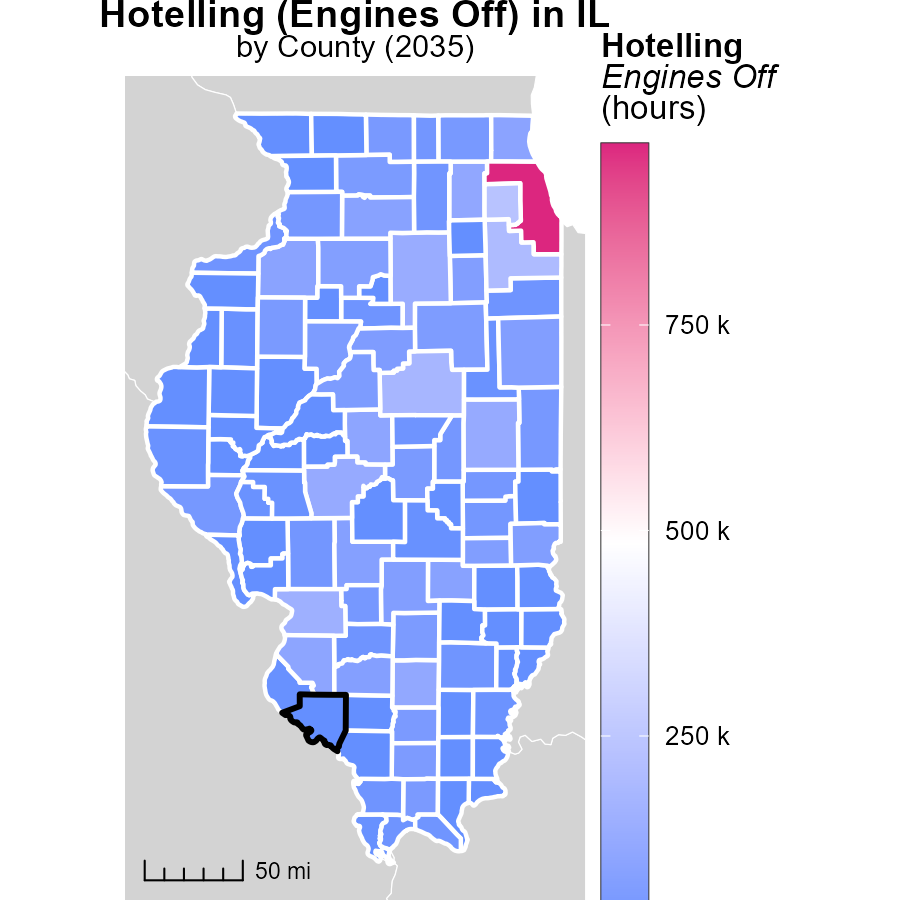 Hotelling (Engines Off) in IL
by County (2035)
Hotelling
Engines Off
(hours)
750 k
500 k
250 k
50 mi